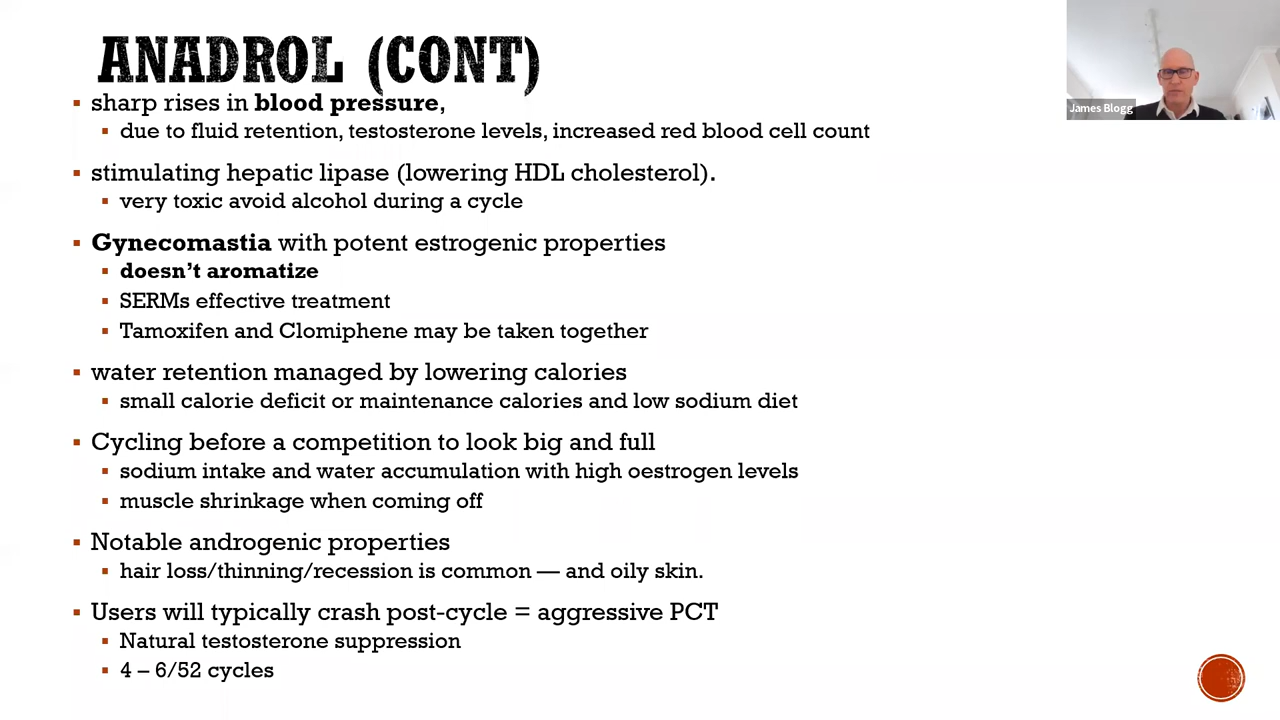 ANADROL (CONT)
James Blogg
▪ sharp rises in blood pressure,
▪ due to fluid retention, testosterone levels, increased red blood cell count
▪ stimulating hepatic lipase (lowering HDL cholesterol).
▪ very toxic avoid alcohol during a cycle
▪ Gynecomastia with potent estrogenic properties
▪ doesn’t aromatize
▪ SERMs effective treatment
▪ Tamoxifen and Clomiphene may be taken together
▪ water retention managed by lowering calories
▪ small calorie deficit or maintenance calories and low sodium diet
▪ Cycling before a competition to look big and full
▪ sodium intake and water accumulation with high oestrogen levels
▪ muscle shrinkage when coming off
▪ Notable androgenic properties
▪ hair loss/thinning/recession is common — and oily skin.
▪ Users will typically crash post-cycle = aggressive PCT
▪ Natural testosterone suppression
▪ 4 – 6/52 cycles